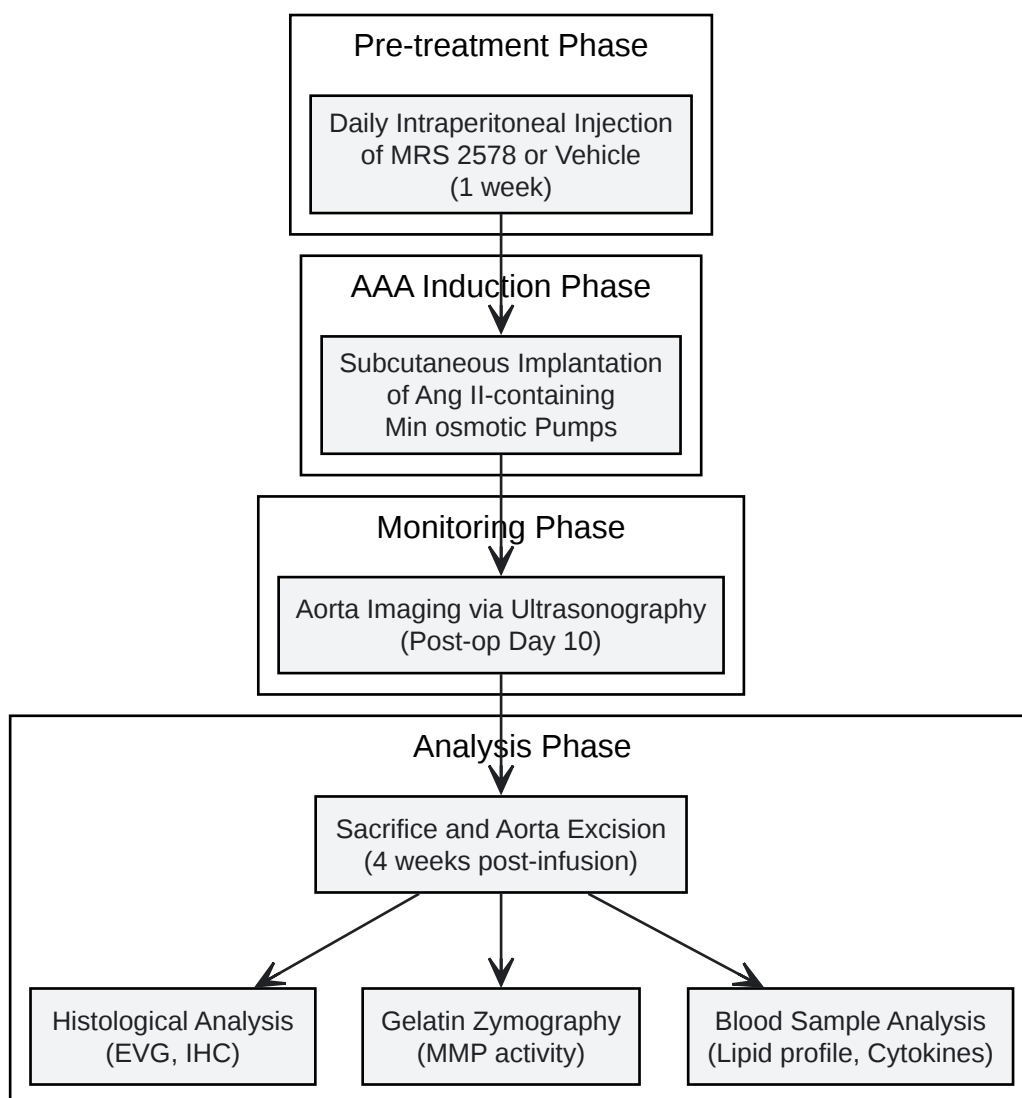 Pre-treatment Phase
Daily Intraperitoneal Injection
of MRS 2578 or Vehicle
(1 week)
AAA Induction Phase
Subcutaneous Implantation
of Ang II-containing
Min osmotic Pumps
Monitoring Phase
Aorta Imaging via Ultrasonography
(Post-op Day 10)
Analysis Phase
Sacrifice and Aorta Excision
(4 weeks post-infusion)
Histological Analysis
(EVG, IHC)
Gelatin Zymography
(MMP activity)
Blood Sample Analysis
(Lipid profile, Cytokines)